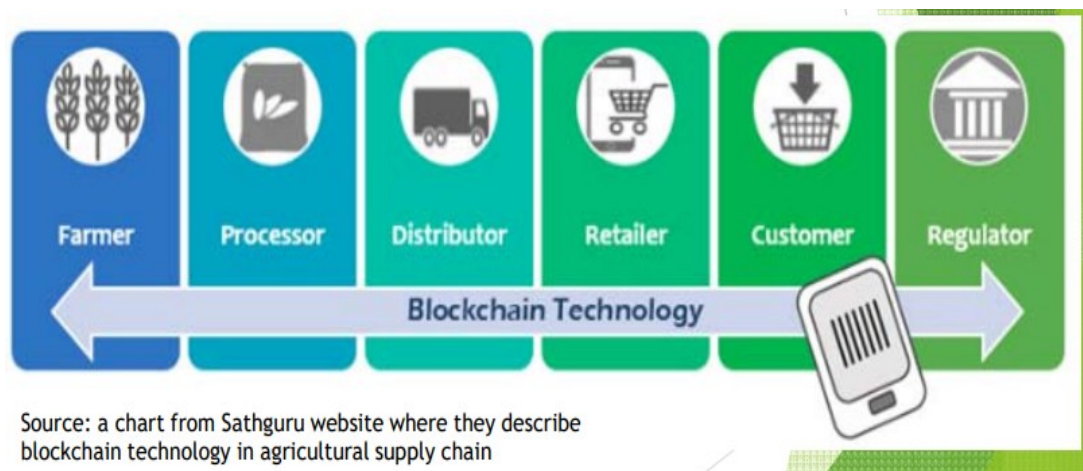 Farmer
Processor
Distributor
Retailer
Customer
Regulator
Blockchain Technology
Source: a chart from Sathguru website where they describe
blockchain technology in agricultural supply chain